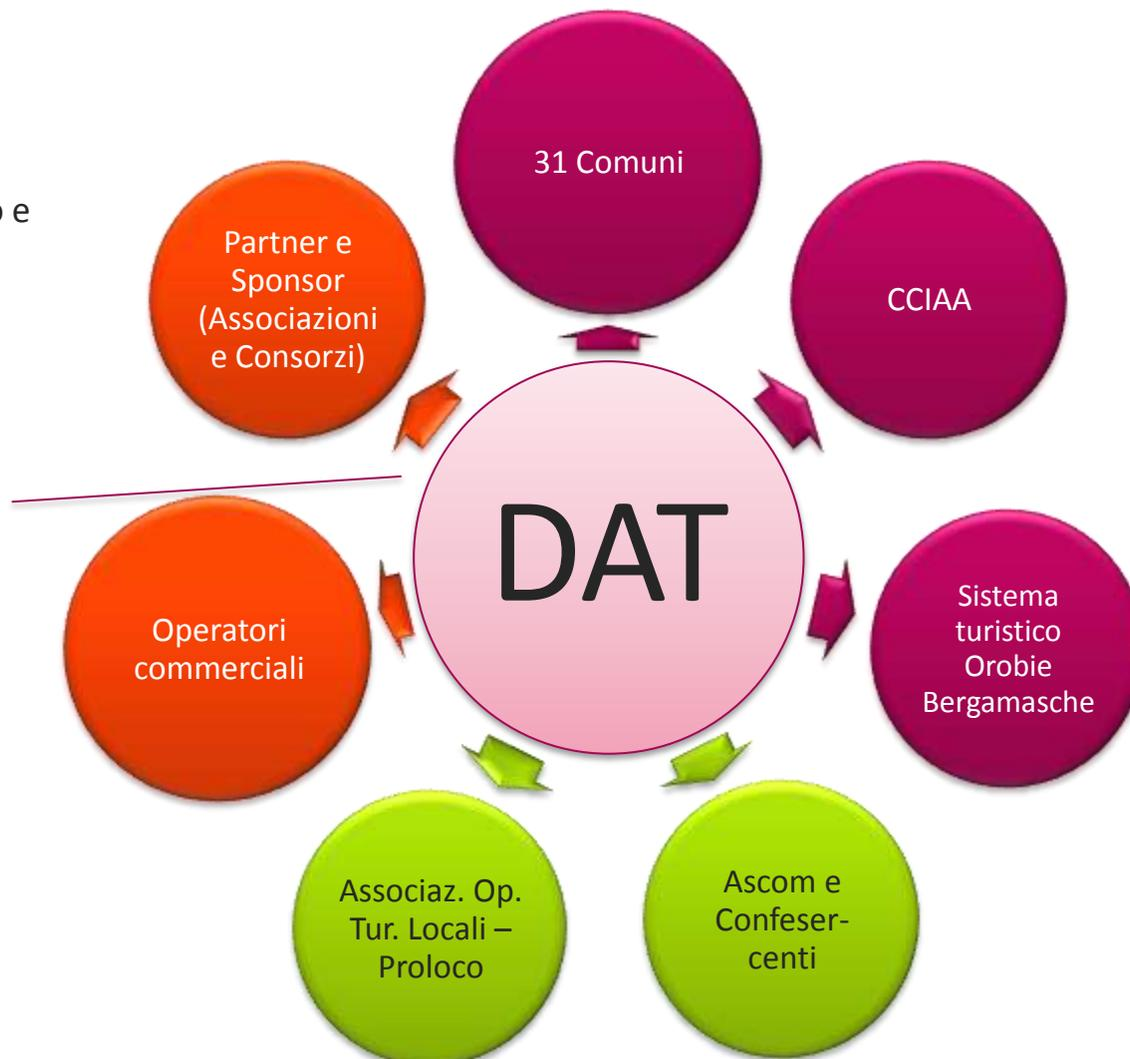 31 Comuni
e
Partner e
Sponsor
(Associazioni
e Consorzi)
CCIAA
DAT
Sistema
turistico
Orobie
Bergamasche
Operatori
commerciali
Ascom e
Confeser-
centi
Associaz. Op.
Tur. Locali –
Proloco